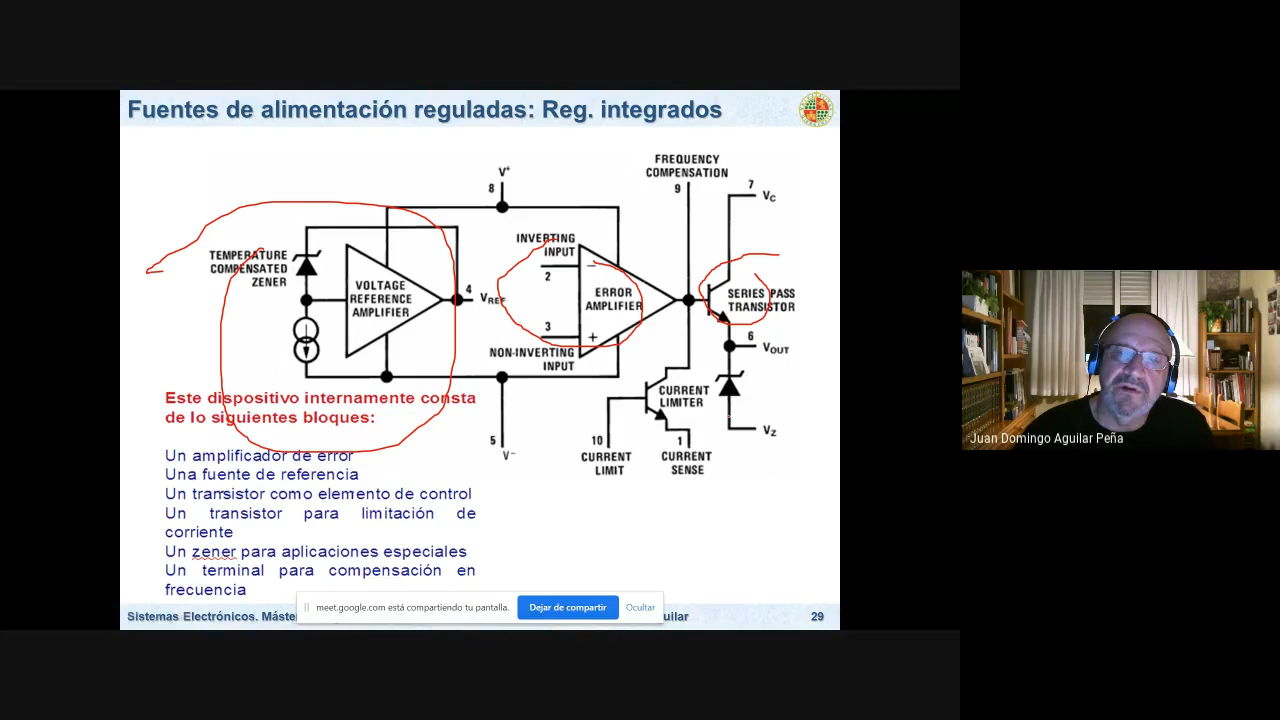 Fuentes de alimentación reguladas: Reg. integrados
FREQUENCY
COMPENSATION
V+
8
9
7
VC
INVERTING
INPUT
2
TEMPERATURE
COMPENSATED
ZENER
VOLTAGE
REFERENCE
AMPLIFIER
4
VREF
−
ERROR
AMPLIFIER
+
SERIES PASS
TRANSISTOR
3
NON-INVERTING
INPUT
6
VOUT
CURRENT
LIMITER
VZ
5
V−
10
CURRENT
LIMIT
1
CURRENT
SENSE
Este dispositivo internamente consta
de lo siguientes bloques:
Un amplificador de error
Una fuente de referencia
Un transistor como elemento de control
Un transistor para limitación de
corriente
Un zener para aplicaciones especiales
Un terminal para compensación en
frecuencia
Juan Domingo Aguilar Peña
meet.google.com está compartiendo tu pantalla.
Dejar de compartir
Ocultar
Sistemas Electrónicos. Máste
uilar
29